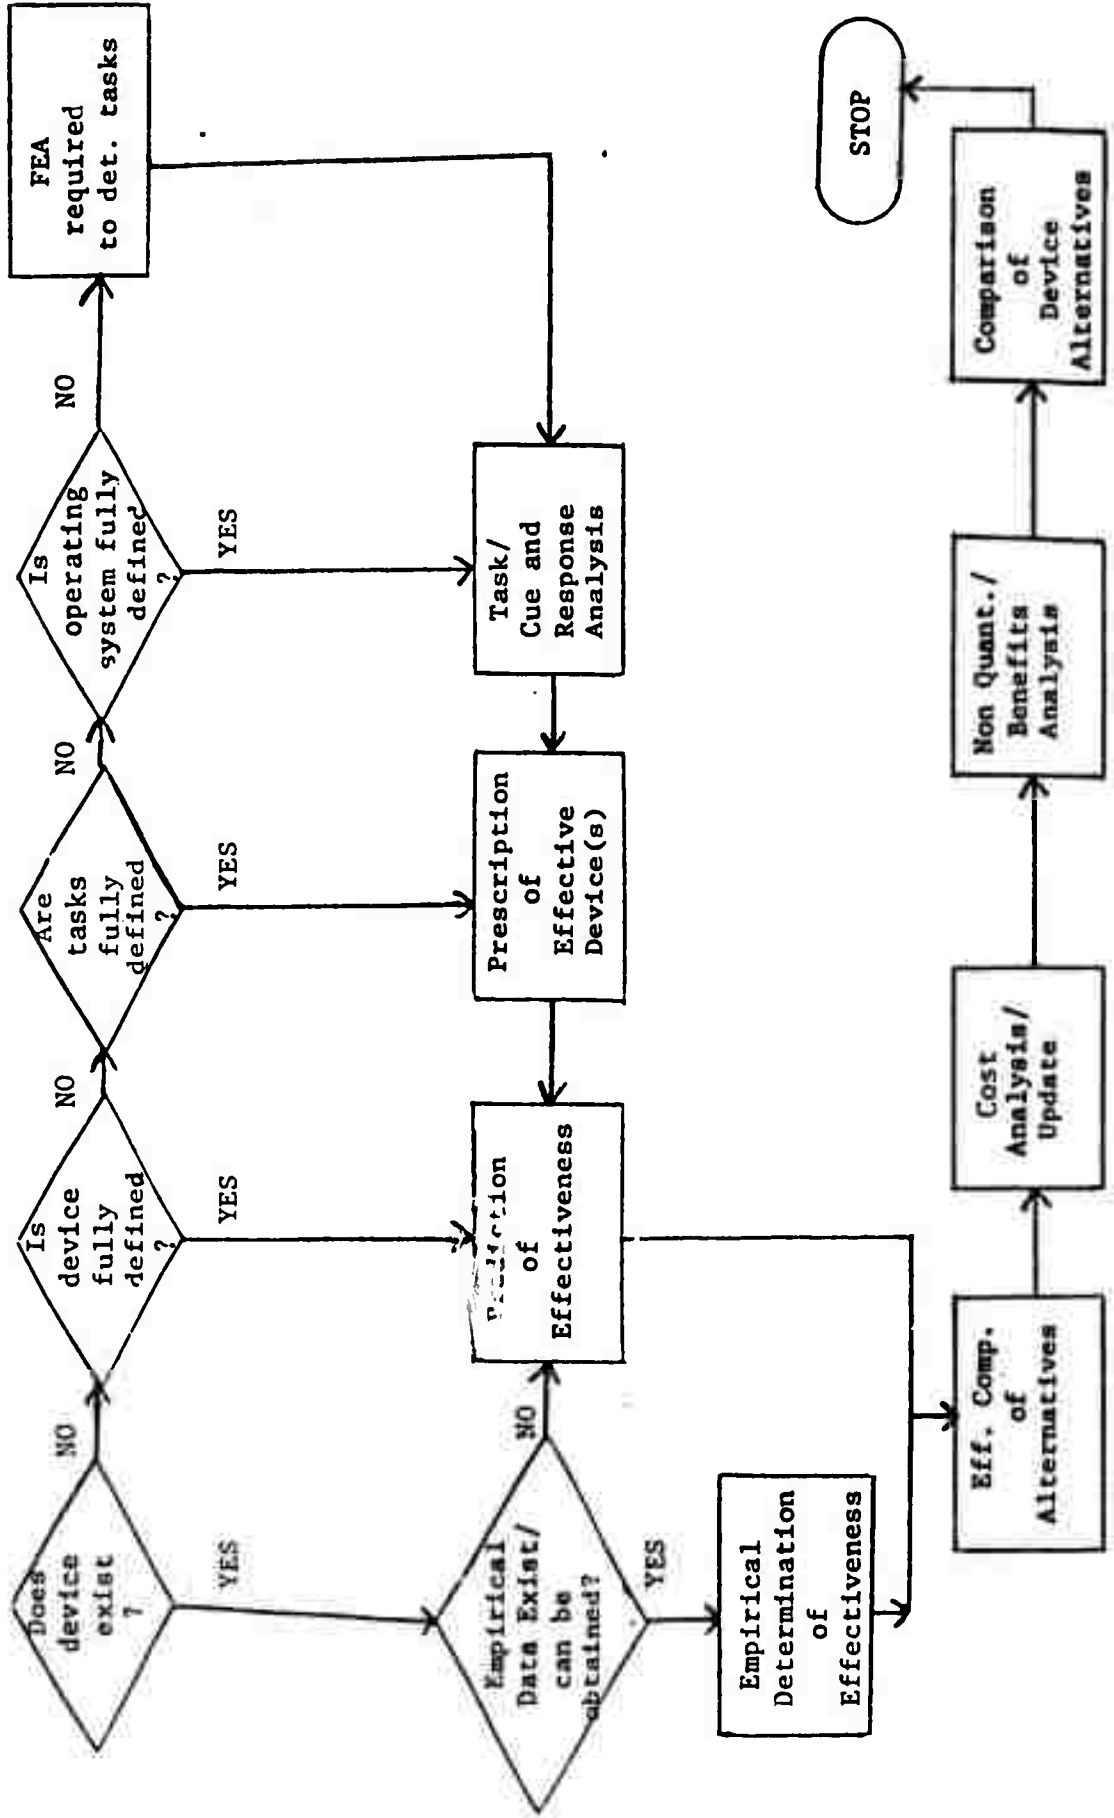 Does
device
exist
?
NO
YES
Is
device
fully
defined
?
NO
YES
Are
tasks
fully
defined
?
NO
YES
Is
operating
system fully
defined
?
NO
YES
FEA
required
to det. tasks
Empirical
Data Exist/
can be
obtained?
NO
YES
Prediction
of
Effectiveness
Prescription
of
Effective
Device(s)
Task/
Cue and
Response
Analysis
Empirical
Determination
of
Effectiveness
Eff. Comp.
of
Alternatives
Cost
Analysis/
Update
Non Quant./
Benefits
Analysis
Comparison
of
Device
Alternatives
STOP